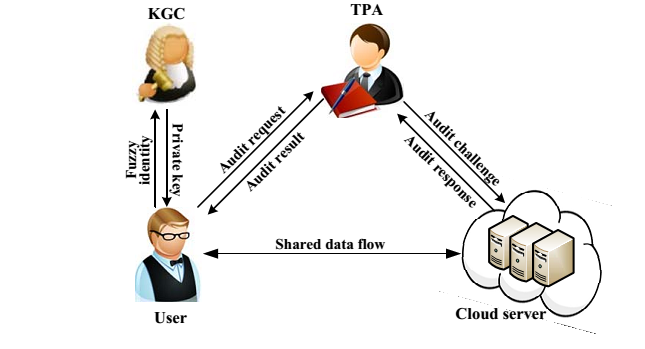 KGC
TPA
Fuzzy
identity
Private key
Audit request
Audit result
Audit challenge
Audit response
Shared data flow
User
Cloud server